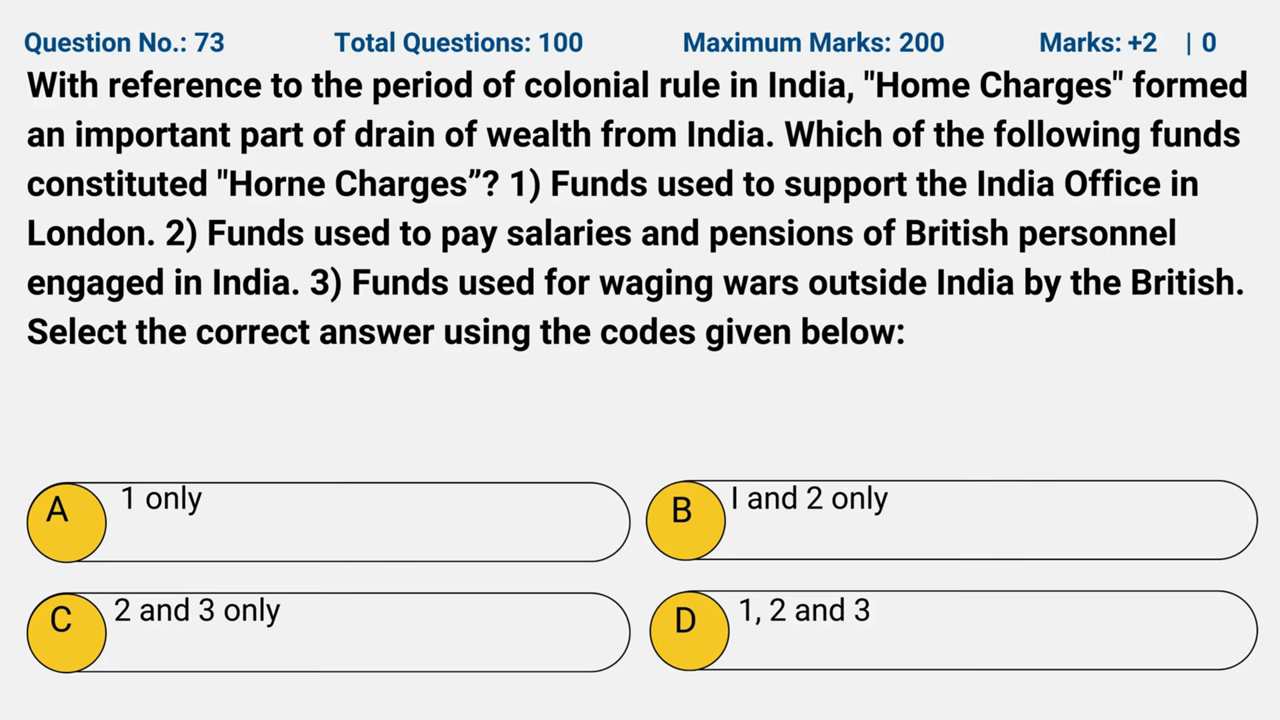 Question No.: 73 Total Questions: 100 Maximum Marks: 200 Marks: +2 | 0
With reference to the period of colonial rule in India, "Home Charges" formed
an important part of drain of wealth from India. Which of the following funds
constituted "Horne Charges”? 1) Funds used to support the India Office in
London. 2) Funds used to pay salaries and pensions of British personnel
engaged in India. 3) Funds used for waging wars outside India by the British.
Select the correct answer using the codes given below:
A 1 only
B I and 2 only
C 2 and 3 only
D 1, 2 and 3